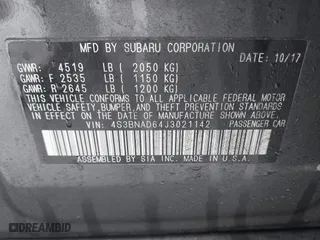 MFD BY SUBARU CORPORATION
DATE: 10/17
GVWR: 4519 LB ( 2050 KG)
GAWR: F 2535 LB ( 1150 KG)
GAWR: R 2645 LB ( 1200 KG)
THIS VEHICLE CONFORMS TO ALL APPLICABLE FEDERAL MOTOR
VEHICLE SAFETY, BUMPER, AND THEFT PREVENTION STANDARDS
IN EFFECT ON THE DATE OF MANUFACTURE SHOWN ABOVE.
VIN: 4S3BNAD64J3021142 PASSENGER CAR
ASSEMBLED BY SIA INC. MADE IN U.S.A.